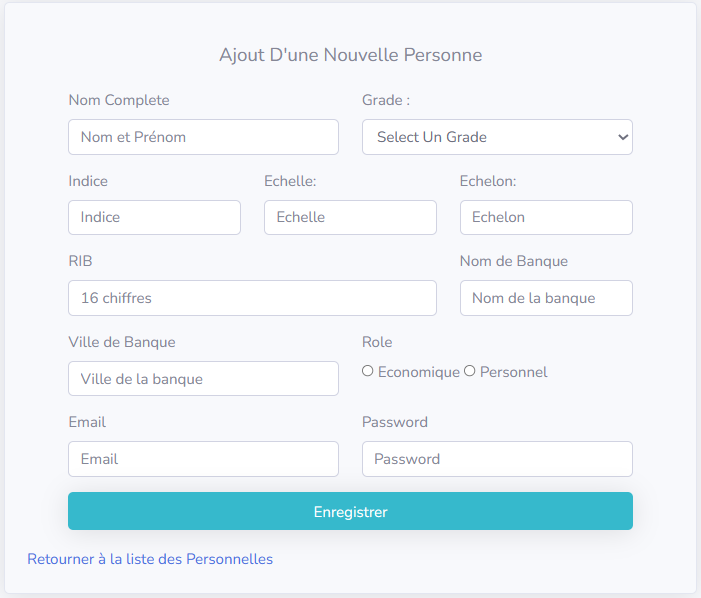 Ajout D'une Nouvelle Personne
Nom Complete Grade :
Nom et Prénom Select Un Grade
Indice Echelle: Echelon:
Indice Echelle Echelon
RIB Nom de Banque
16 chiffres Nom de la banque
Ville de Banque Role
Ville de la banque Economique Personnel
Email Password
Email Password
Enregistrer
Retourner à la liste des Personnelles